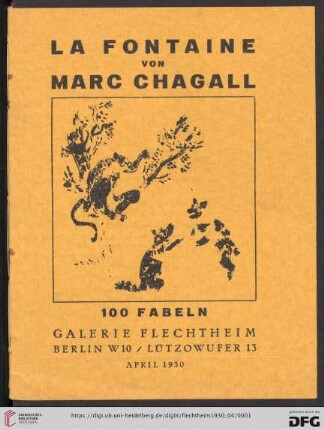 LA FONTAINE
VON
MARC CHAGALL
100 FABELN
GALERIE FLECHTHEIM
BERLIN W10 / LÜTZOWUFER 13
APRIL 1930
https://digi.ub.uni-heidelberg.de/diglit/flechtheim1930_04/0001
DFG